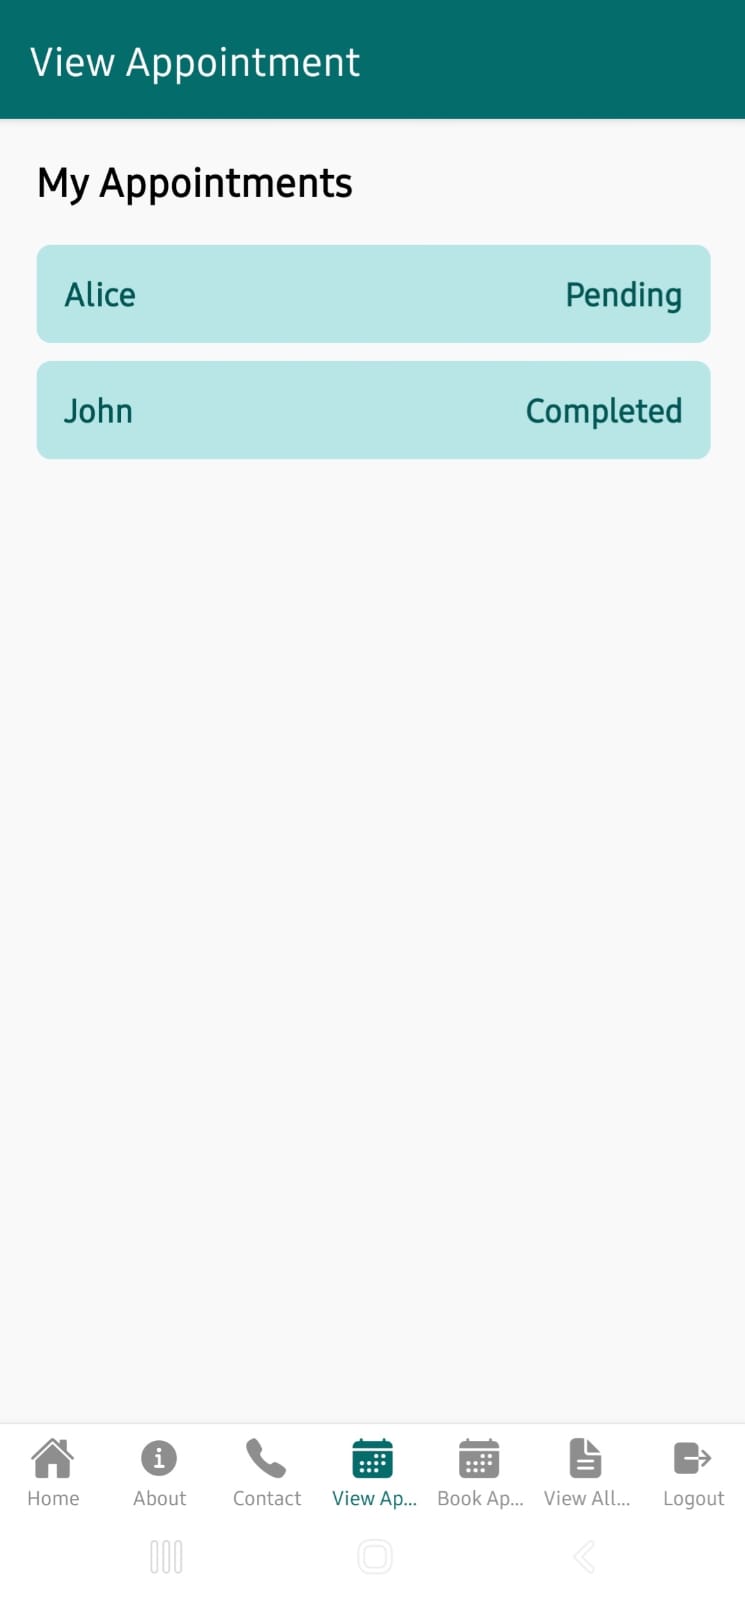 View Appointment
My Appointments
Alice Pending
John Completed
Home About Contact View Ap... Book Ap... View All... Logout